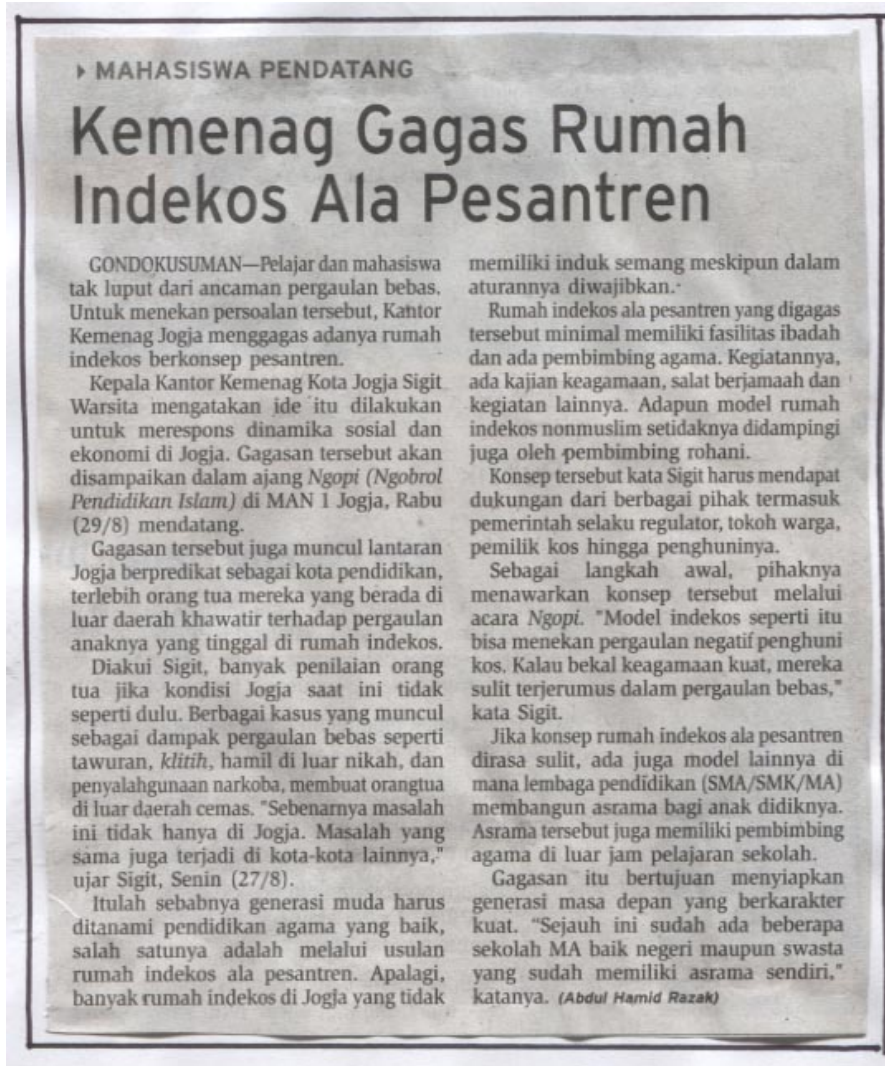 MAHASISWA PENDATANG
Kemenag Gagas Rumah
Indekos Ala Pesantren
GONDOKUSUMAN—Pelajar dan mahasiswa
tak luput dari ancaman pergaulan bebas.
Untuk menekan persoalan tersebut, Kantor
Kemenag Jogja menggagas adanya rumah
indekos berkonsep pesantren.
Kepala Kantor Kemenag Kota Jogja Sigit
Warsita mengatakan ide itu dilakukan
untuk merespons dinamika sosial dan
ekonomi di Jogja. Gagasan tersebut akan
disampaikan dalam ajang Ngopi (Ngobrol
Pendidikan Islam) di MAN 1 Jogja, Rabu
(29/8) mendatang.
Gagasan tersebut juga muncul lantaran
Jogja berpredikat sebagai kota pendidikan,
terlebih orang tua mereka yang berada di
luar daerah khawatir terhadap pergaulan
anaknya yang tinggal di rumah indekos.
Diakui Sigit, banyak penilaian orang
tua jika kondisi Jogja saat ini tidak
seperti dulu. Berbagai kasus yang muncul
sebagai dampak pergaulan bebas seperti
tawuran, klitih, hamil di luar nikah, dan
penyalahgunaan narkoba, membuat orangtua
di luar daerah cemas. "Sebenarnya masalah
ini tidak hanya di Jogja. Masalah yang
sama juga terjadi di kota-kota lainnya,"
ujar Sigit, Senin (27/8).
Itulah sebabnya generasi muda harus
ditanami pendidikan agama yang baik,
salah satunya adalah melalui usulan
rumah indekos ala pesantren. Apalagi,
banyak rumah indekos di Jogja yang tidak
memiliki induk semang meskipun dalam
aturannya diwajibkan.
Rumah indekos ala pesantren yang digagas
tersebut minimal memiliki fasilitas ibadah
dan ada pembimbing agama. Kegiatannya,
ada kajian keagamaan, salat berjamaah dan
kegiatan lainnya. Adapun model rumah
indekos nonmuslim setidaknya didampingi
juga oleh pembimbing rohani.
Konsep tersebut kata Sigit harus mendapat
dukungan dari berbagai pihak termasuk
pemerintah selaku regulator, tokoh warga,
pemilik kos hingga penghuninya.
Sebagai langkah awal, pihaknya
menawarkan konsep tersebut melalui
acara Ngopi. "Model indekos seperti itu
bisa menekan pergaulan negatif penghuni
kos. Kalau bekal keagamaan kuat, mereka
sulit terjerumus dalam pergaulan bebas,"
kata Sigit.
Jika konsep rumah indekos ala pesantren
dirasa sulit, ada juga model lainnya di
mana lembaga pendidikan (SMA/SMK/MA)
membangun asrama bagi anak didiknya.
Asrama tersebut juga memiliki pembimbing
agama di luar jam pelajaran sekolah.
Gagasan itu bertujuan menyiapkan
generasi masa depan yang berkarakter
kuat. "Sejauh ini sudah ada beberapa
sekolah MA baik negeri maupun swasta
yang sudah memiliki asrama sendiri,"
katanya. (Abdul Hamid Razak)